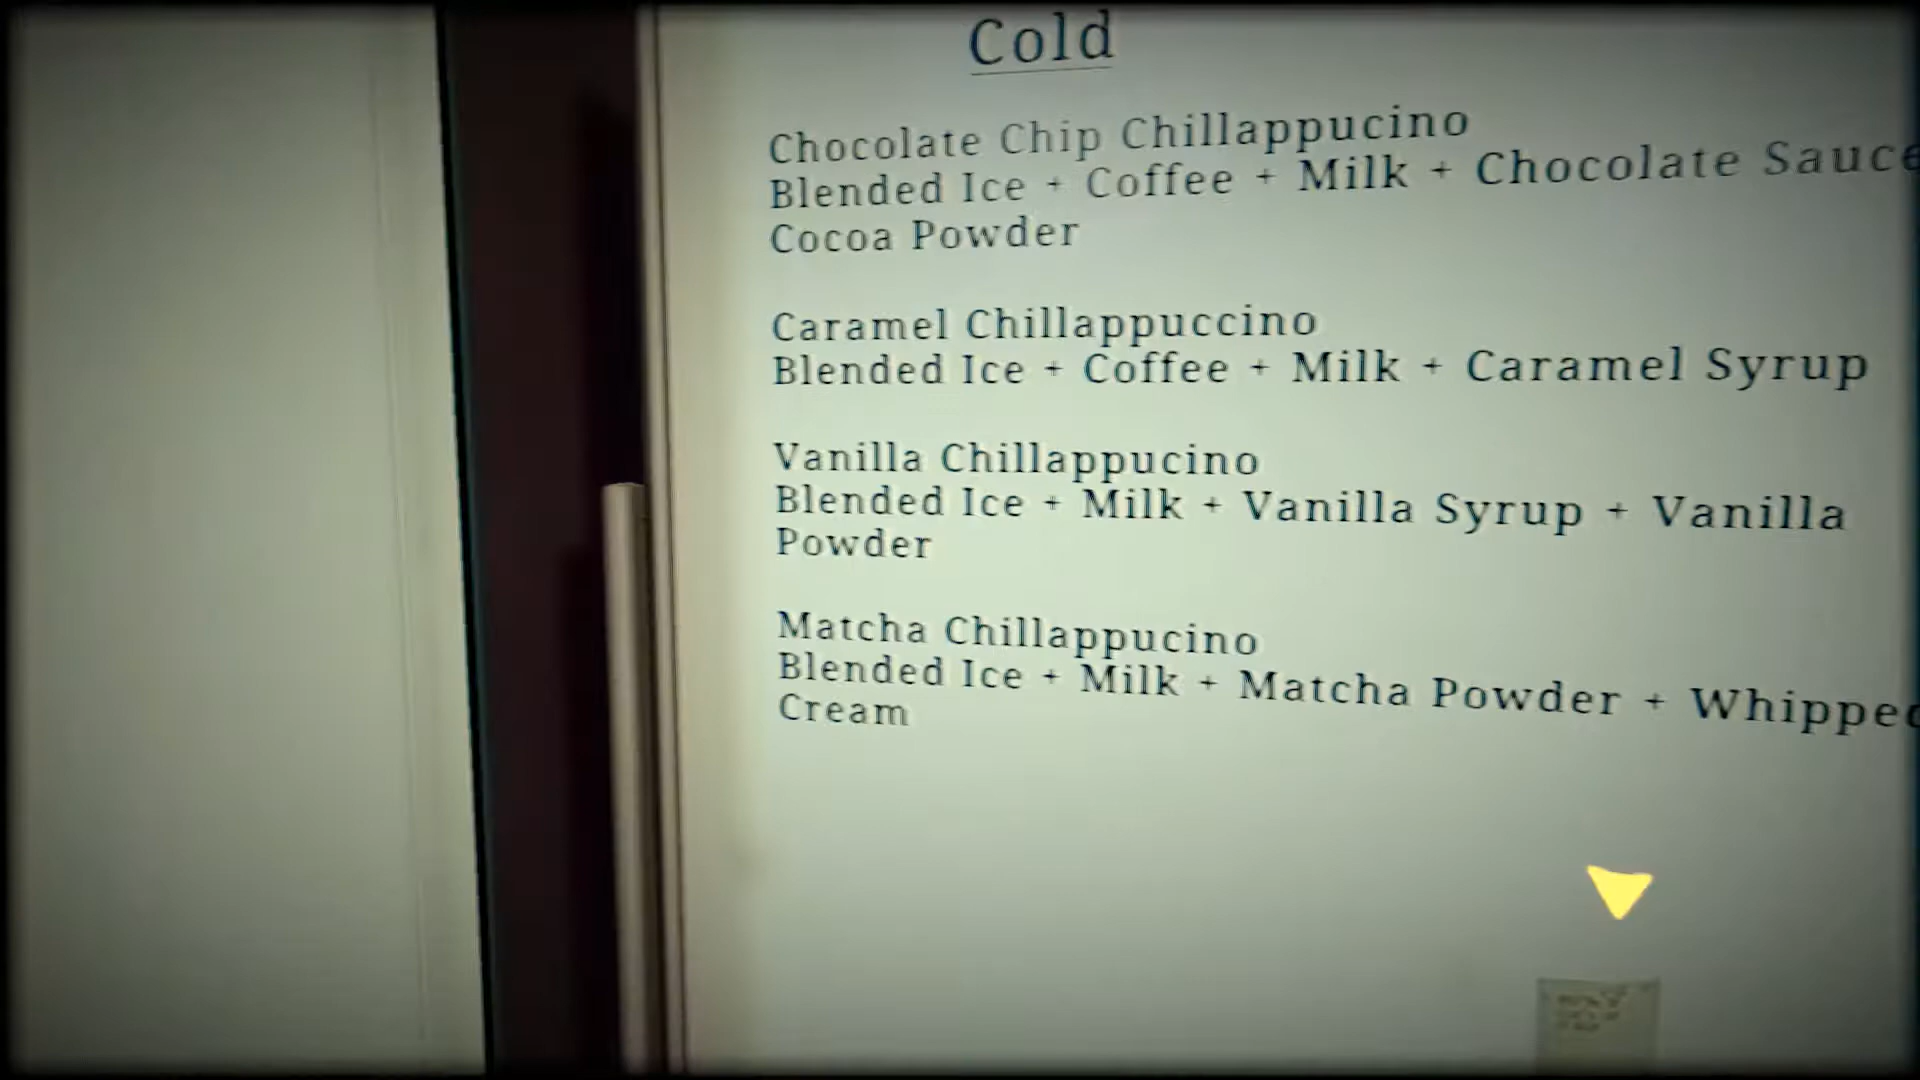 Cold
Chocolate Chip Chillappucino
Blended Ice + Coffee + Milk + Chocolate Sauce
Cocoa Powder
Caramel Chillappuccino
Blended Ice + Coffee + Milk + Caramel Syrup
Vanilla Chillappucino
Blended Ice + Milk + Vanilla Syrup + Vanilla
Powder
Matcha Chillappucino
Blended Ice + Milk + Matcha Powder + Whipped
Cream